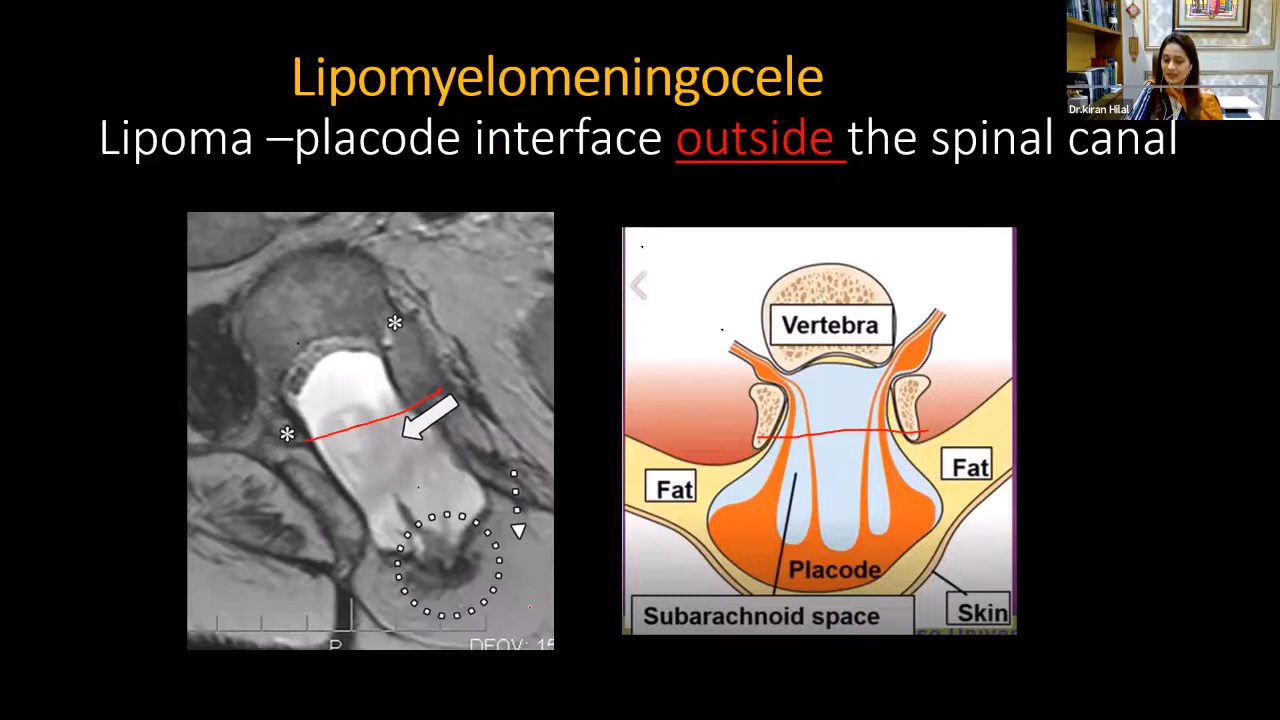 Lipomyelomeningocele
Lipoma –placode interface outside the spinal canal
Dr.kiran Hilal
*
*
P
Vertebra
Fat
Fat
Placode
Subarachnoid space
Skin